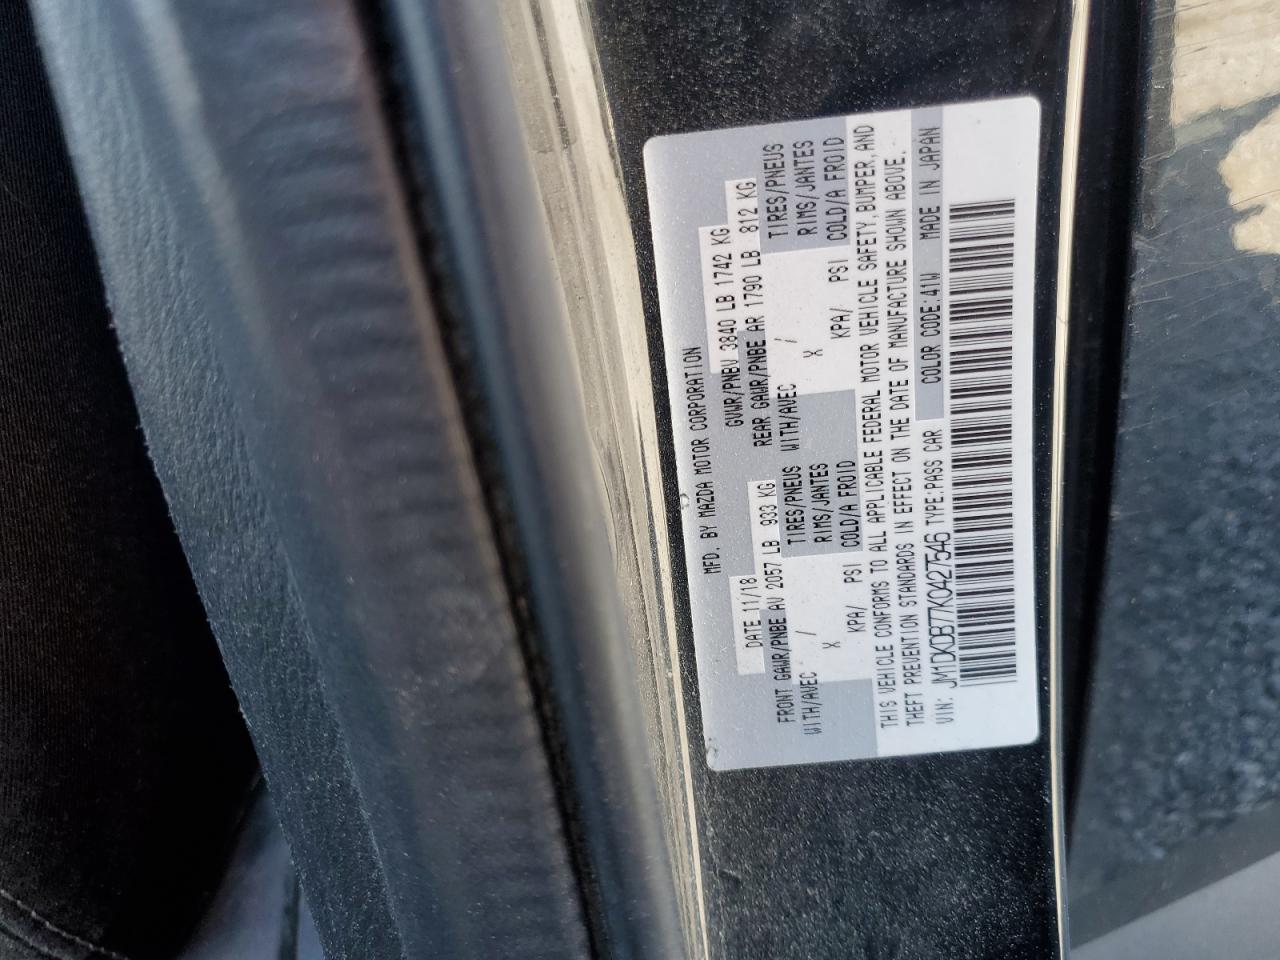 MFD. BY MAZDA MOTOR CORPORATION
DATE 11/18 GVWR/PNBV 3840 LB 1742 KG
FRONT GAWR/PNBE AV 2057 LB 933 KG REAR GAWR/PNBE AR 1790 LB 812 KG
WITH/AVEC / TIRES/PNEUS WITH/AVEC / TIRES/PNEUS
X RIMS/JANTES X RIMS/JANTES
KPA/ PSI COLD/A FROID KPA/ PSI COLD/A FROID
THIS VEHICLE CONFORMS TO ALL APPLICABLE FEDERAL MOTOR VEHICLE SAFETY, BUMPER, AND
THEFT PREVENTION STANDARDS IN EFFECT ON THE DATE OF MANUFACTURE SHOWN ABOVE.
VIN: JM1DKDB77K0427546 TYPE:PASS CAR COLOR CODE:41W MADE IN JAPAN